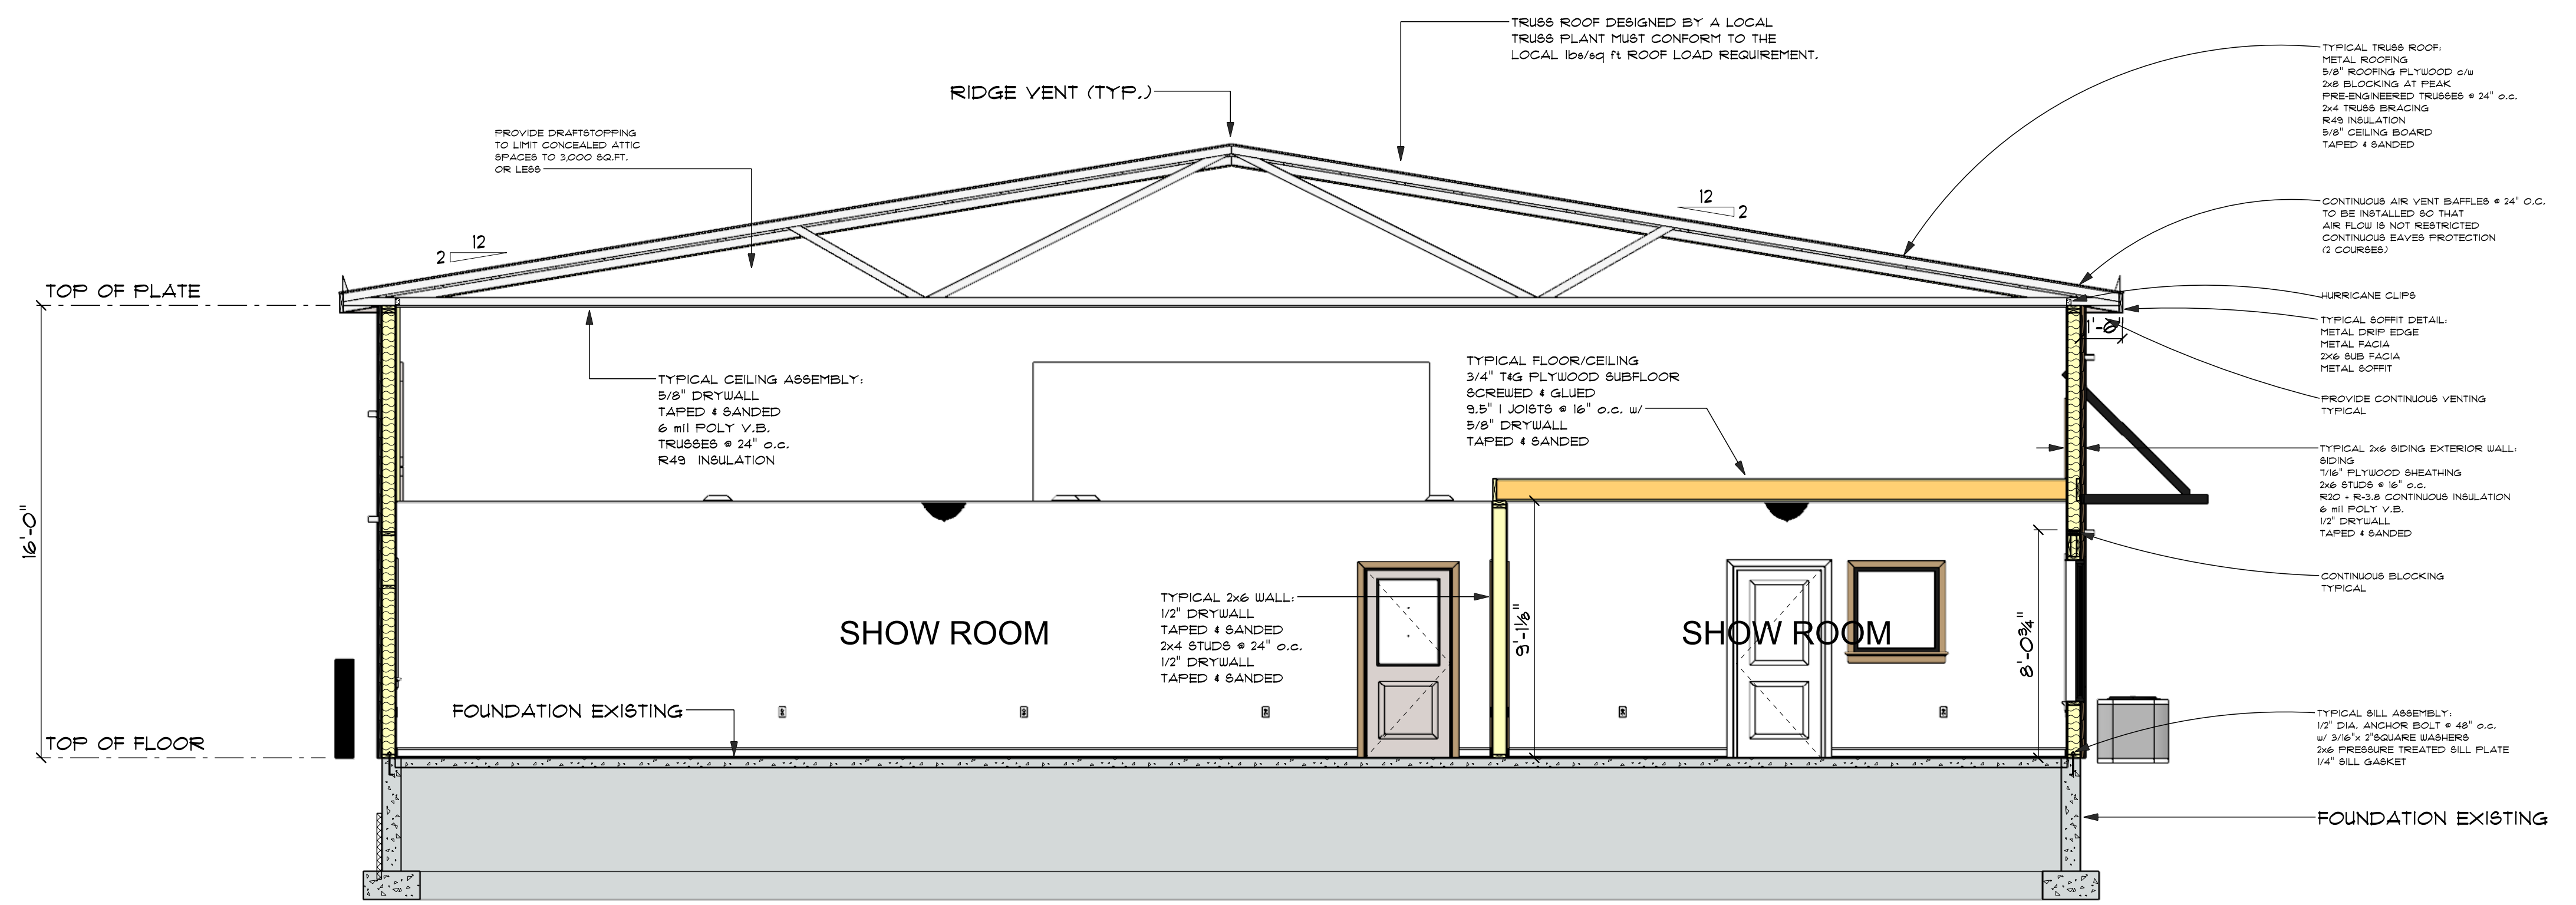 TRUSS ROOF DESIGNED BY A LOCAL
TRUSS PLANT MUST CONFORM TO THE
LOCAL lbs/sq ft ROOF LOAD REQUIREMENT.
TYPICAL TRUSS ROOF:
METAL ROOFING
5/8" ROOFING PLYWOOD c/w
2x8 BLOCKING AT PEAK
PRE-ENGINEERED TRUSSES @ 24" o.c.
2x4 TRUSS BRACING
R49 INSULATION
5/8" CEILING BOARD
TAPED & SANDED
RIDGE VENT (TYP.)
PROVIDE DRAFTSTOPPING
TO LIMIT CONCEALED ATTIC
SPACES TO 3,000 SQ.FT.
OR LESS
12
2
12
2
CONTINUOUS AIR VENT BAFFLES @ 24" O.C.
TO BE INSTALLED SO THAT
AIR FLOW IS NOT RESTRICTED
CONTINUOUS EAVES PROTECTION
(2 COURSES)
TOP OF PLATE
HURRICANE CLIPS
TYPICAL SOFFIT DETAIL:
METAL DRIP EDGE
METAL FACIA
2X6 SUB FACIA
METAL SOFFIT
1'-6"
TYPICAL CEILING ASSEMBLY:
5/8" DRYWALL
TAPED & SANDED
6 mil POLY V.B.
TRUSSES @ 24" o.c.
R49 INSULATION
TYPICAL FLOOR/CEILING
3/4" T&G PLYWOOD SUBFLOOR
SCREWED & GLUED
9.5" I JOISTS @ 16" o.c. w/
5/8" DRYWALL
TAPED & SANDED
PROVIDE CONTINUOUS VENTING
TYPICAL
TYPICAL 2x6 SIDING EXTERIOR WALL:
SIDING
7/16" PLYWOOD SHEATHING
2x6 STUDS @ 16" o.c.
R20 + R-3.8 CONTINUOUS INSULATION
6 mil POLY V.B.
1/2" DRYWALL
TAPED & SANDED
16'-0"
CONTINUOUS BLOCKING
TYPICAL
TYPICAL 2x6 WALL:
1/2" DRYWALL
TAPED & SANDED
2x4 STUDS @ 24" o.c.
1/2" DRYWALL
TAPED & SANDED
SHOW ROOM
9'-1⅛"
SHOW ROOM
8'-0¾"
FOUNDATION EXISTING
TOP OF FLOOR
TYPICAL SILL ASSEMBLY:
1/2" DIA. ANCHOR BOLT @ 48" o.c.
w/ 3/16"x 2"SQUARE WASHERS
2x6 PRESSURE TREATED SILL PLATE
1/4" SILL GASKET
FOUNDATION EXISTING